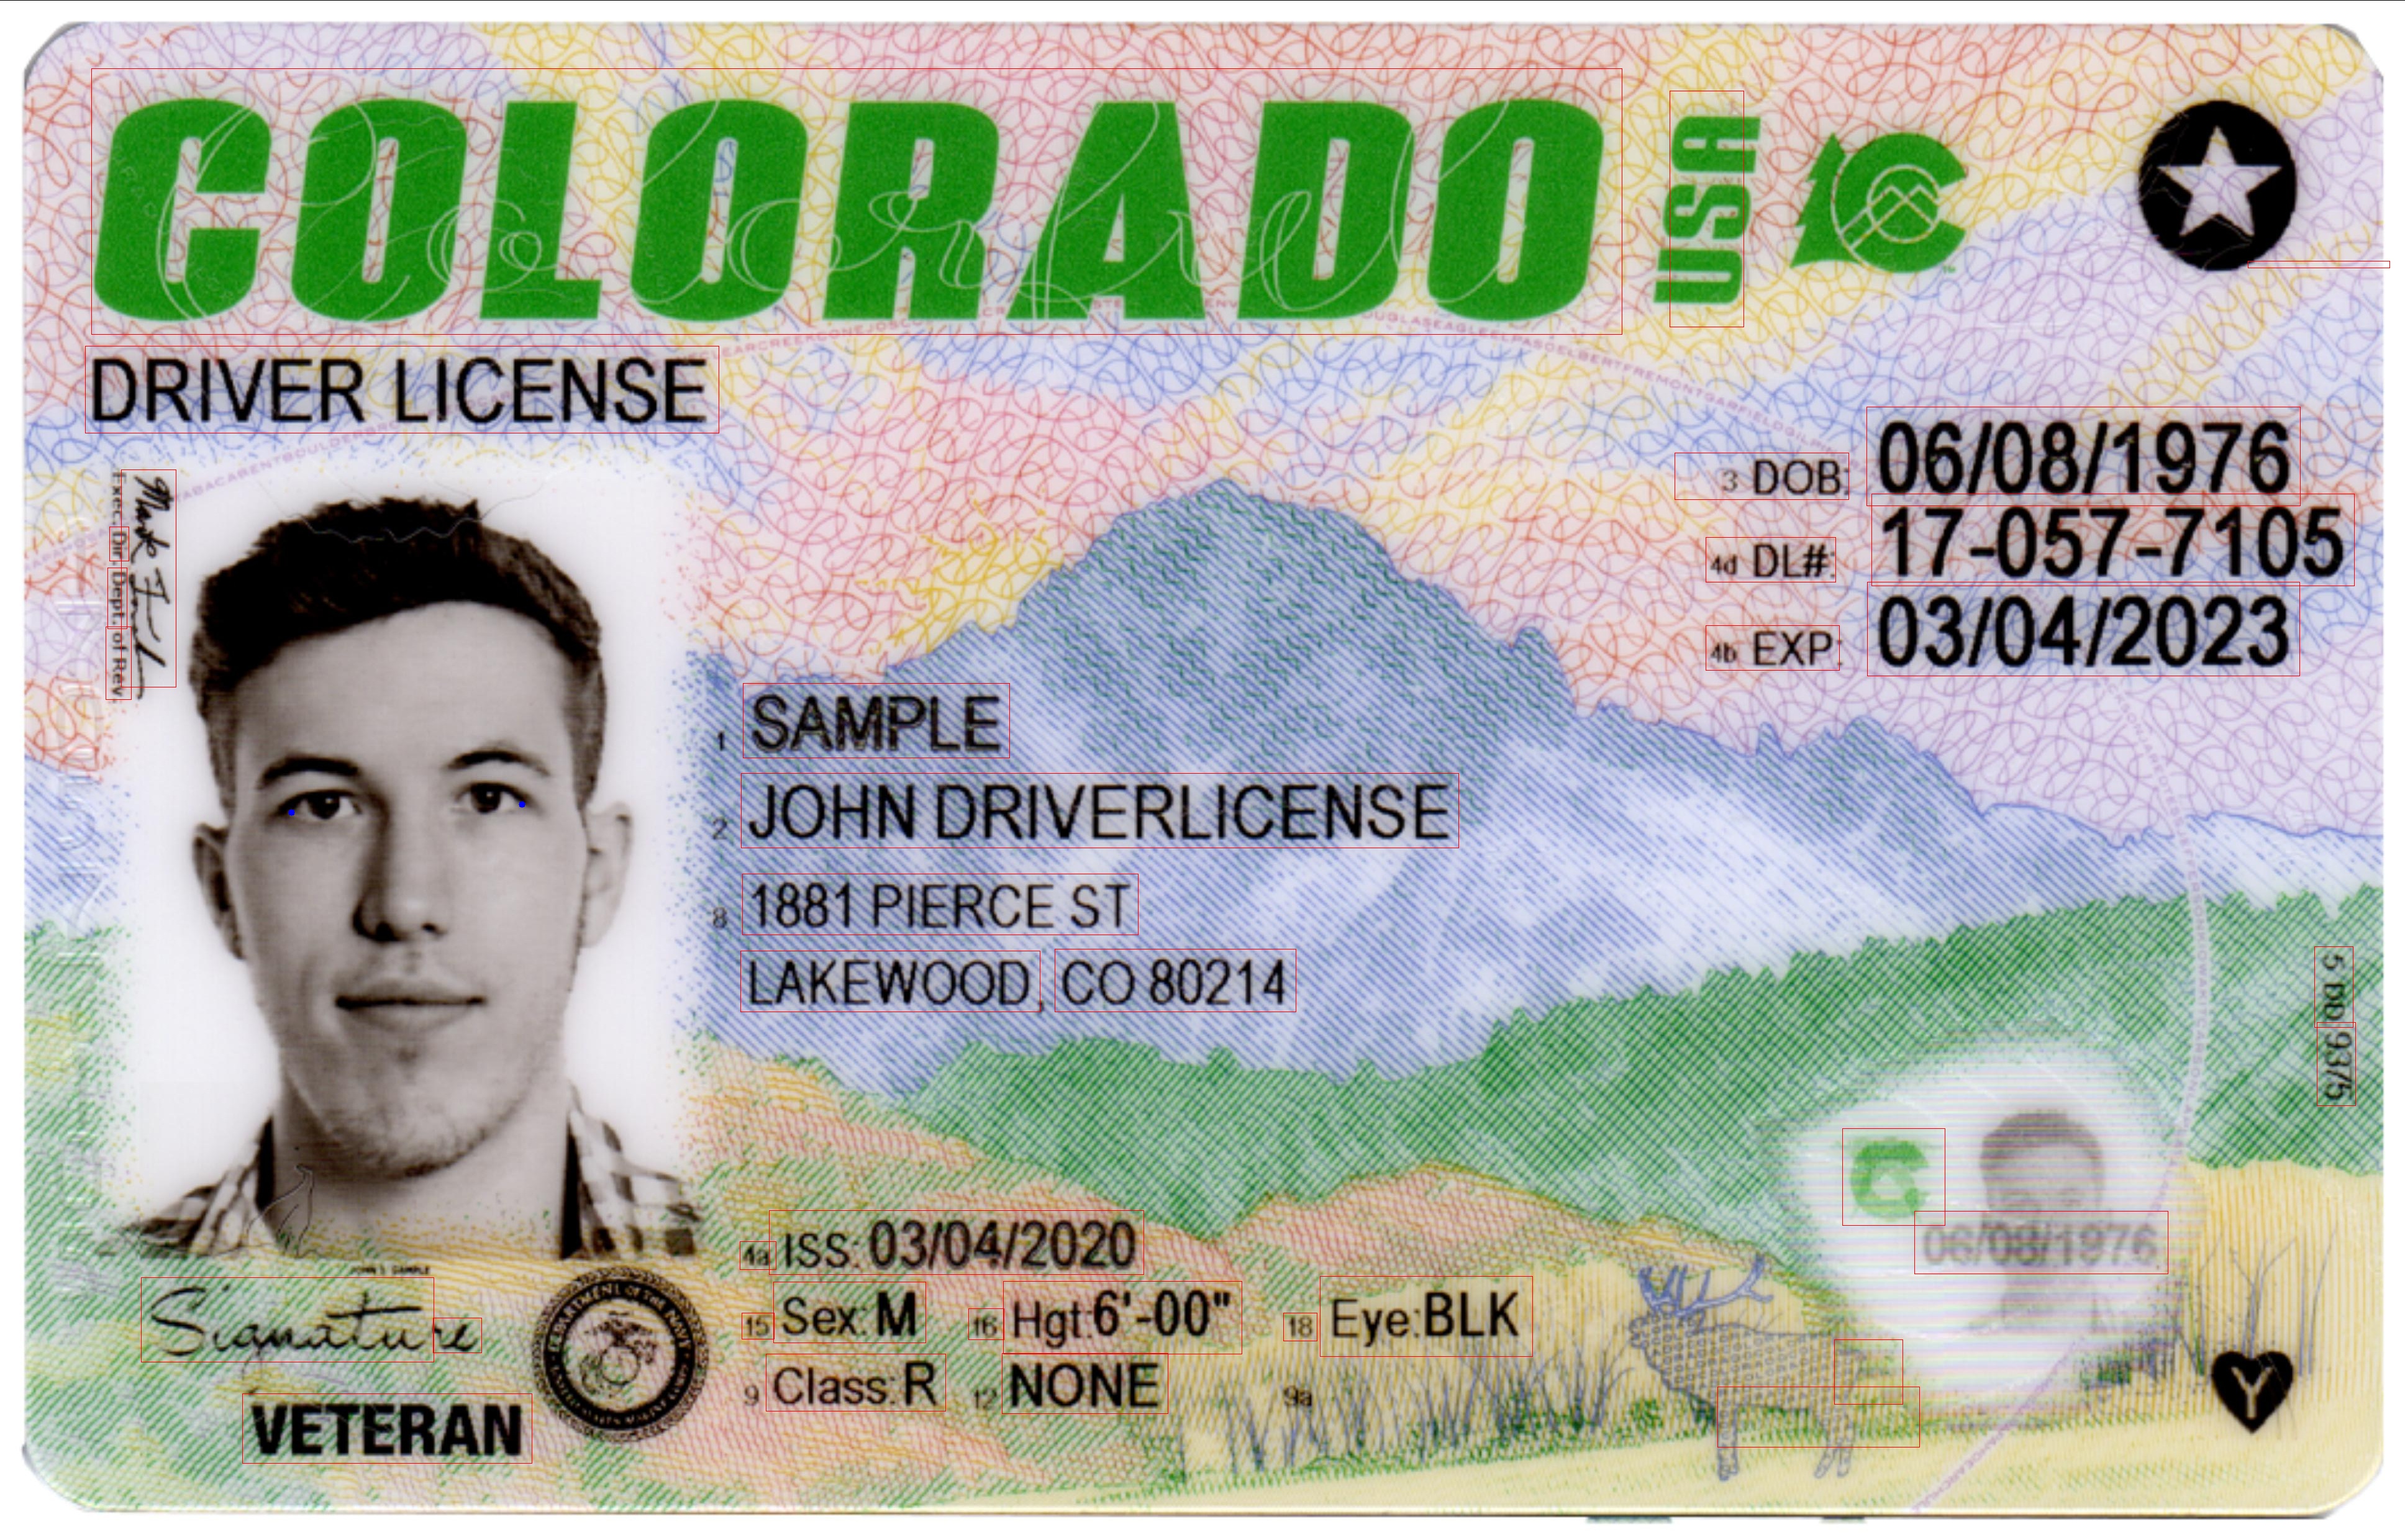 COLORADO
USA
DRIVER LICENSE
3 DOB: 06/08/1976
4d DL#: 17-057-7105
4b EXP: 03/04/2023
Exec. Dir. Dept. of Rev.
1 SAMPLE
2 JOHN DRIVERLICENSE
8 1881 PIERCE ST
LAKEWOOD, CO 80214
5 DD 9375
06/08/1976
4a ISS: 03/04/2020
15 Sex: M 16 Hgt: 6'-00" 18 Eye: BLK
9 Class: R 12 NONE 9a
JOHN S SAMPLE
Signature
VETERAN
Y